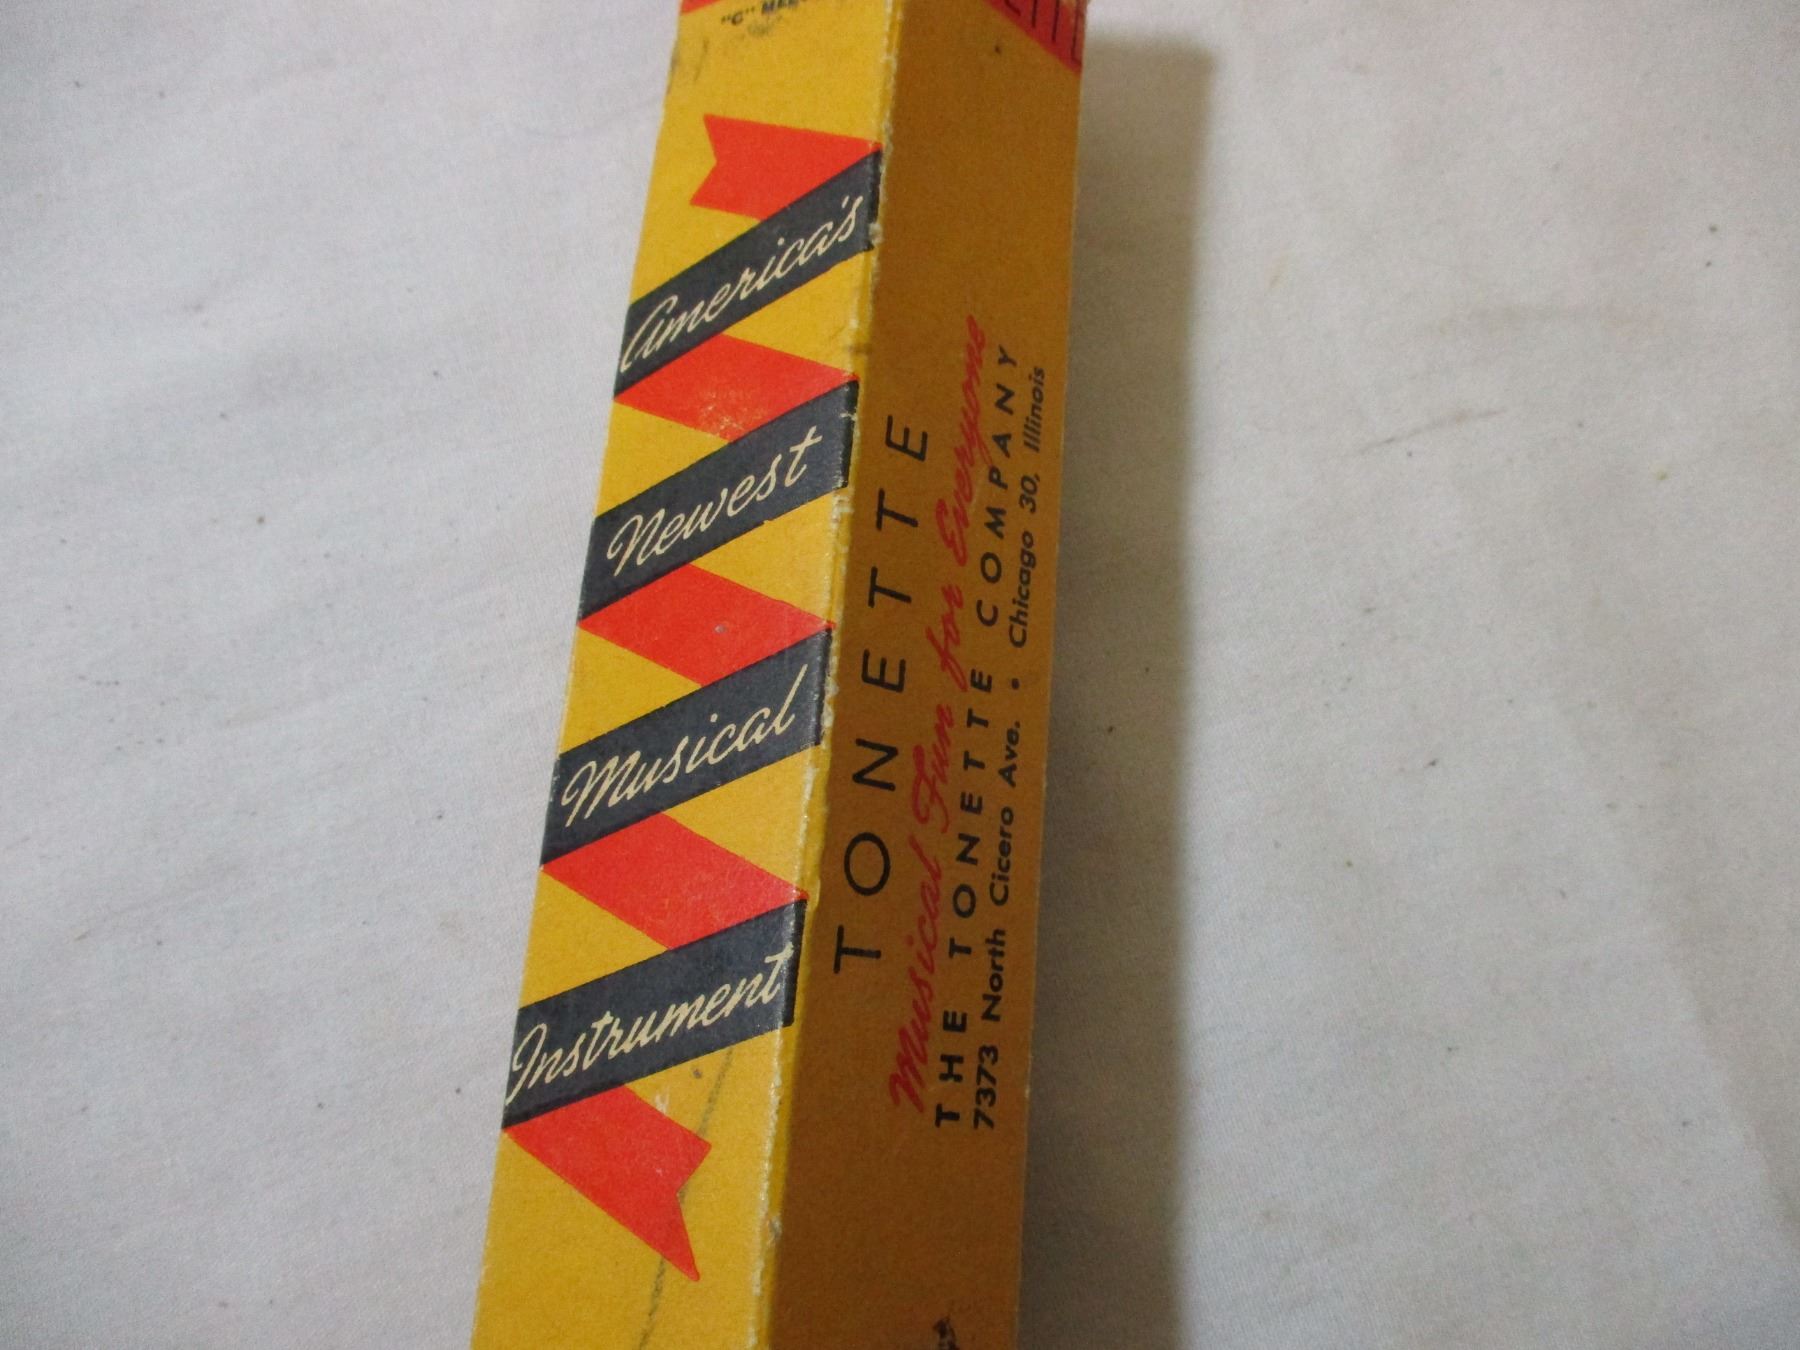 "C"
America's
Newest
Musical
Instrument
TONETTE
Musical Fun for Everyone
THE TONETTE COMPANY
7373 North Cicero Ave. • Chicago 30, Illinois